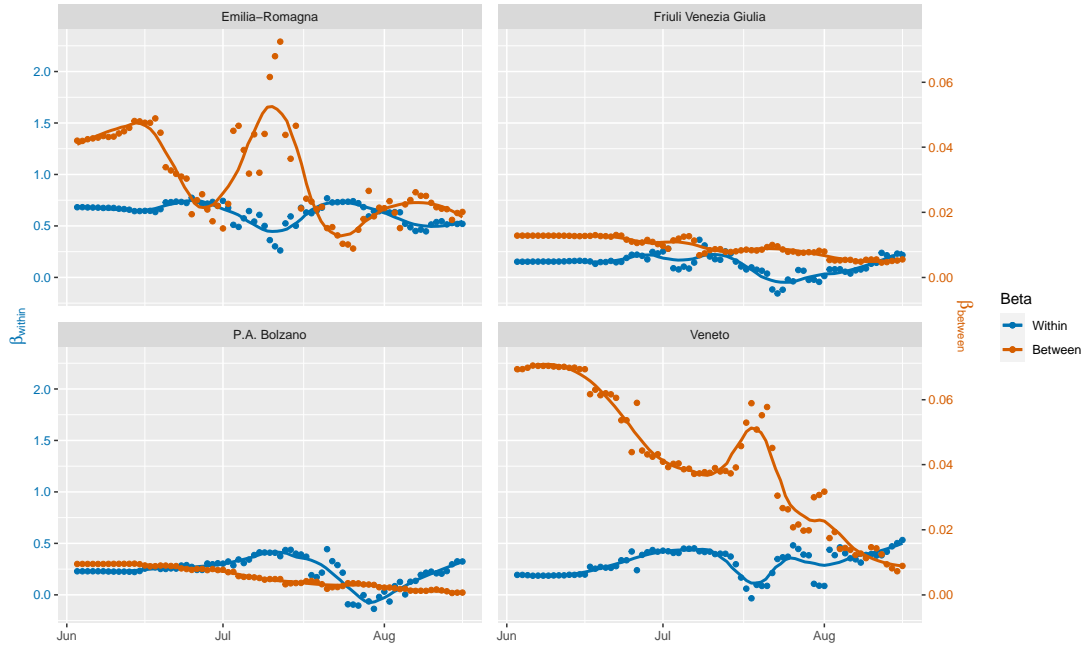 Emilia−Romagna
Friuli Venezia Giulia
2.0
1.5
1.0
0.5
0.0
0.06
0.04
0.02
0.00
P.A. Bolzano
Veneto
2.0
1.5
1.0
0.5
0.0
0.06
0.04
0.02
0.00
Jun
Jul
Aug
Jun
Jul
Aug
βwithin
βbetween
Beta
Within
Between